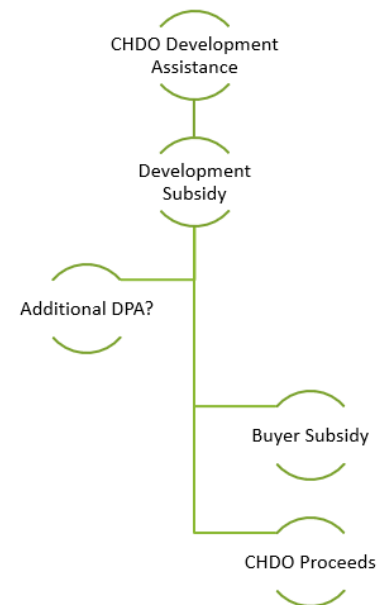 CHDO Development
Assistance
Development
Subsidy
Additional DPA?
Buyer Subsidy
CHDO Proceeds